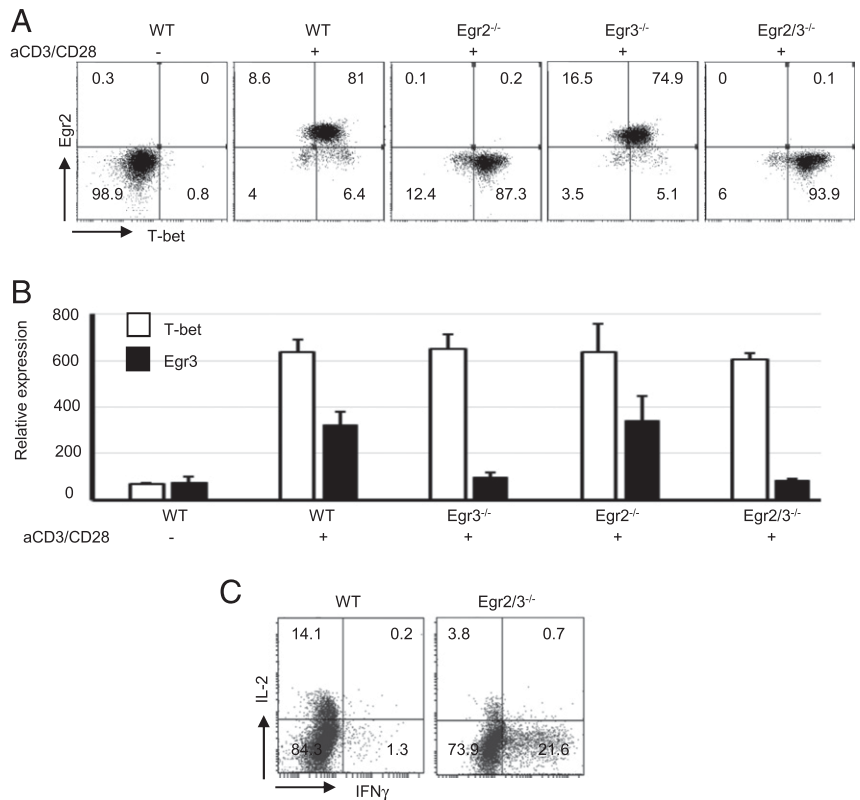 A
WT WT Egr2-/- Egr3-/- Egr2/3-/-
aCD3/CD28 - + + + +
0.3 0 8.6 81 0.1 0.2 16.5 74.9 0 0.1
Egr2
98.9 0.8 4 6.4 12.4 87.3 3.5 5.1 6 93.9
T-bet
B
800
T-bet
600
Egr3
Relative expression
400
200
0
WT WT Egr3-/- Egr2-/- Egr2/3-/-
aCD3/CD28 - + + + +
C
WT Egr2/3-/-
14.1 0.2 3.8 0.7
IL-2
84.3 1.3 73.9 21.6
IFNγ